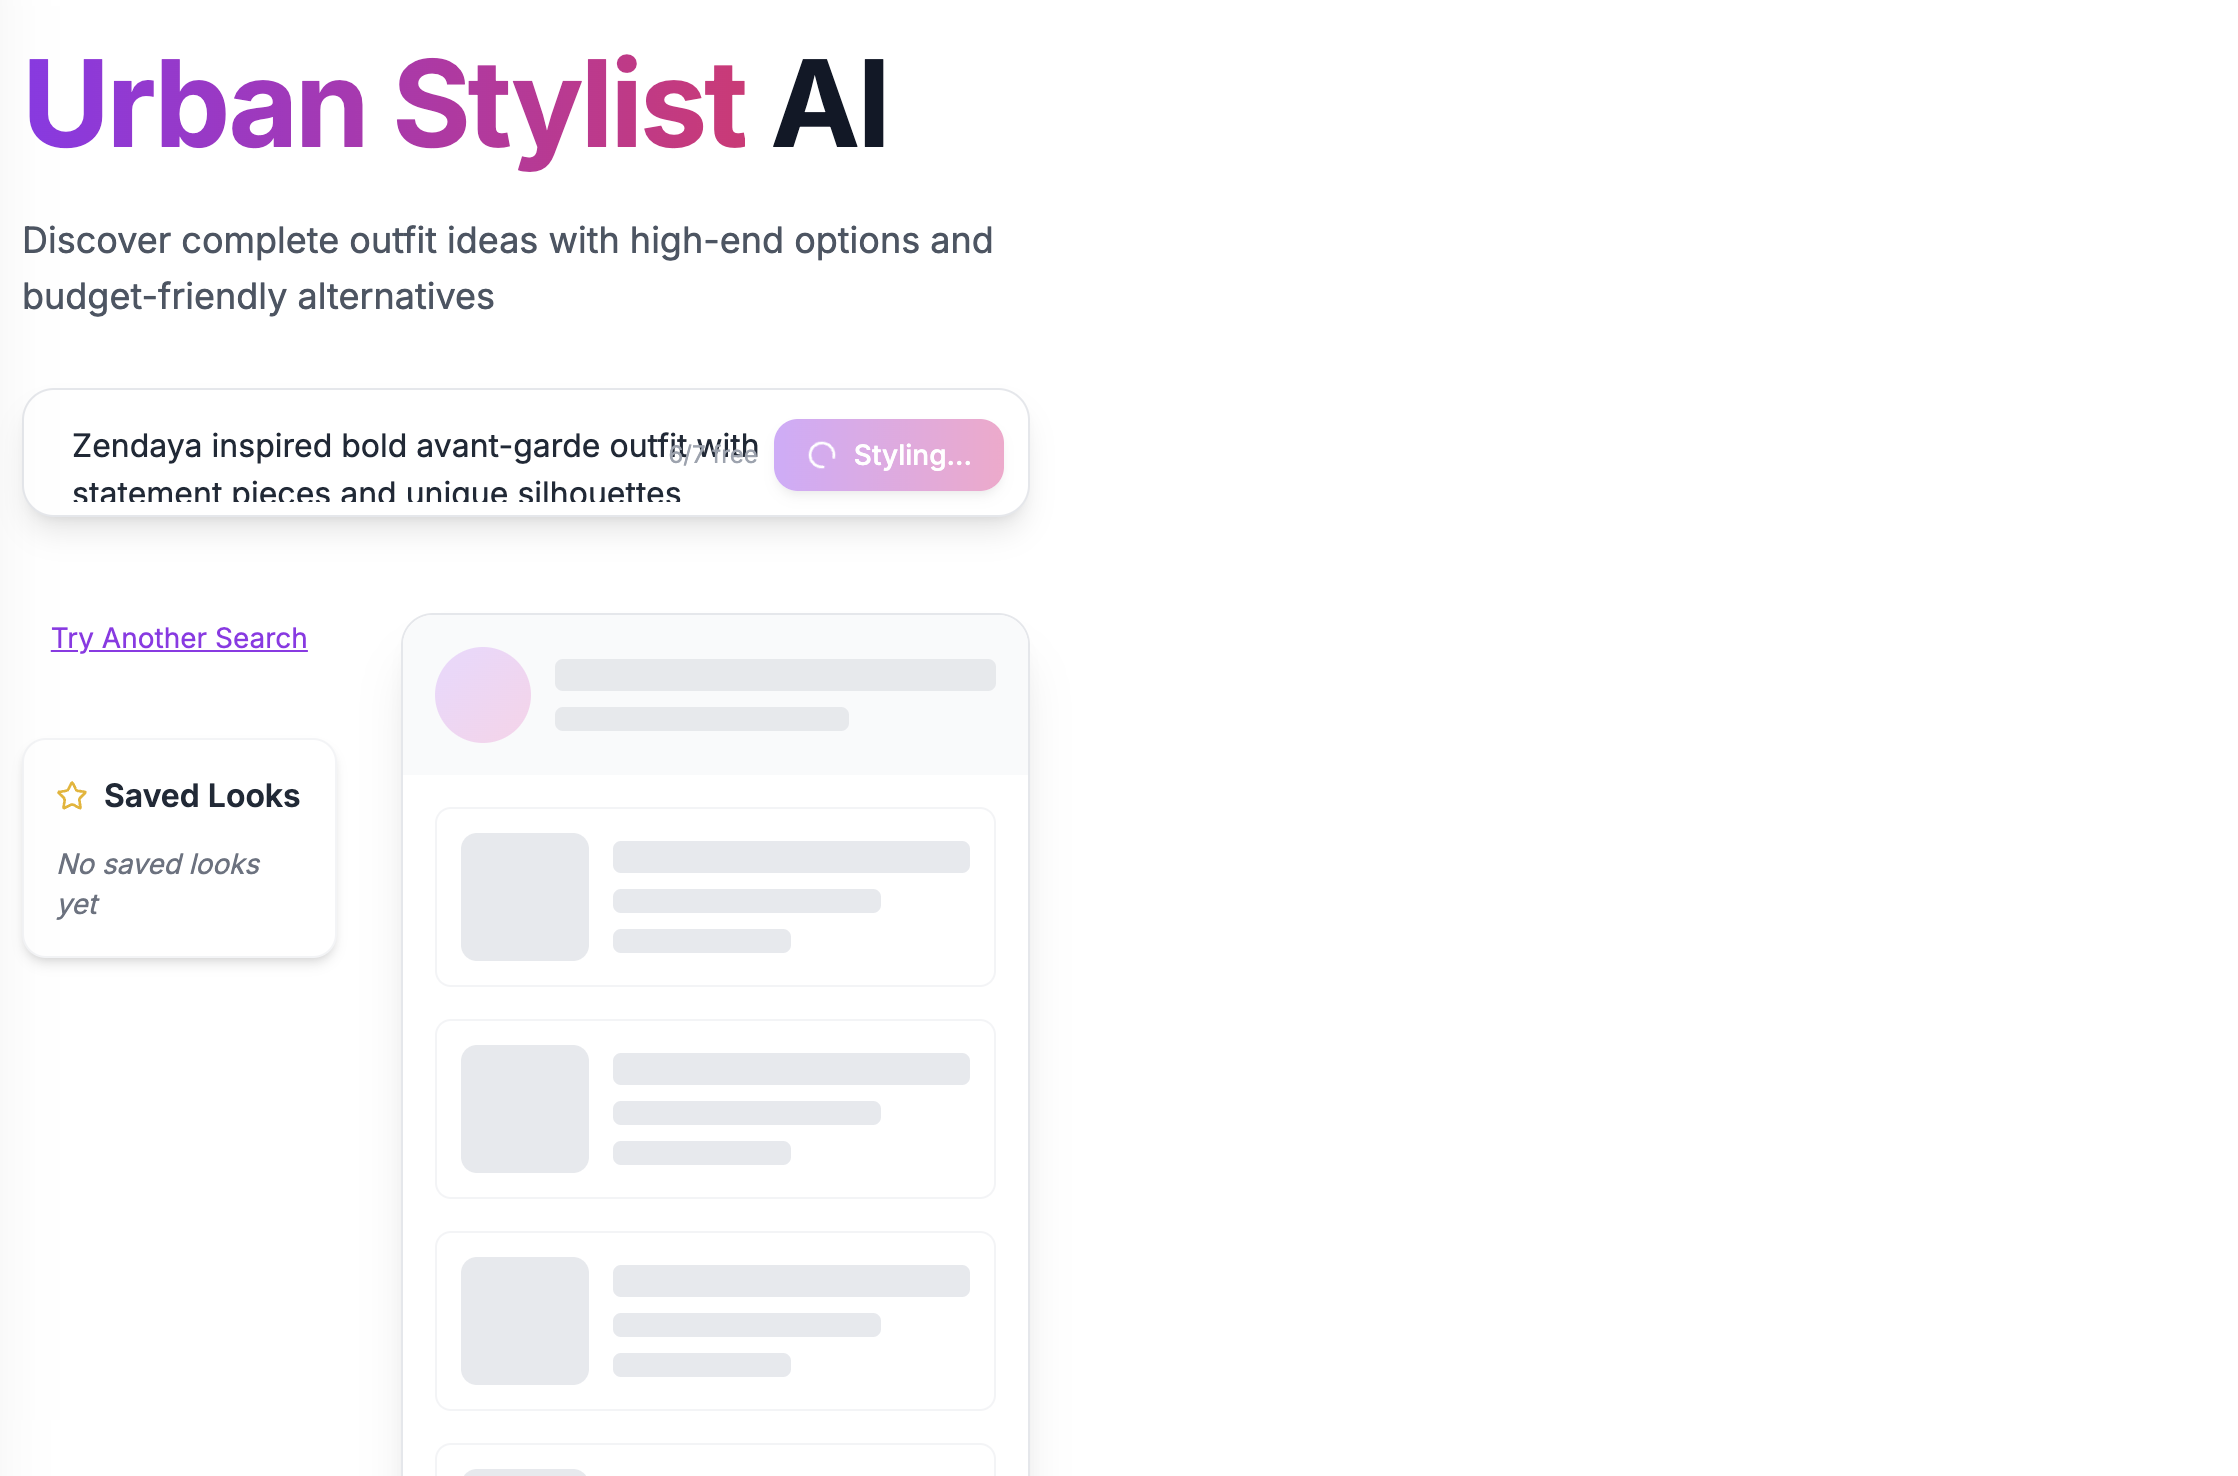 Urban Stylist AI
Discover complete outfit ideas with high-end options and
budget-friendly alternatives
Zendaya inspired bold avant-garde outfit with
statement pieces and unique silhouettes
6/7 free
Styling...
Try Another Search
Saved Looks
No saved looks
yet